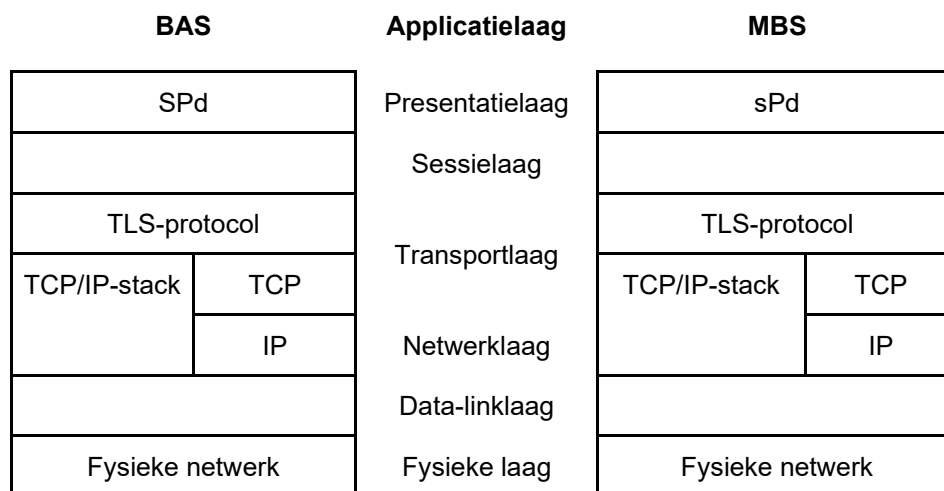 BAS Applicatielaag MBS
SPd Presentatielaag sPd
Sessielaag
TLS-protocol TLS-protocol
Transportlaag
TCP/IP-stack TCP TCP/IP-stack TCP
IP Netwerklaag IP
Data-linklaag
Fysieke netwerk Fysieke laag Fysieke netwerk